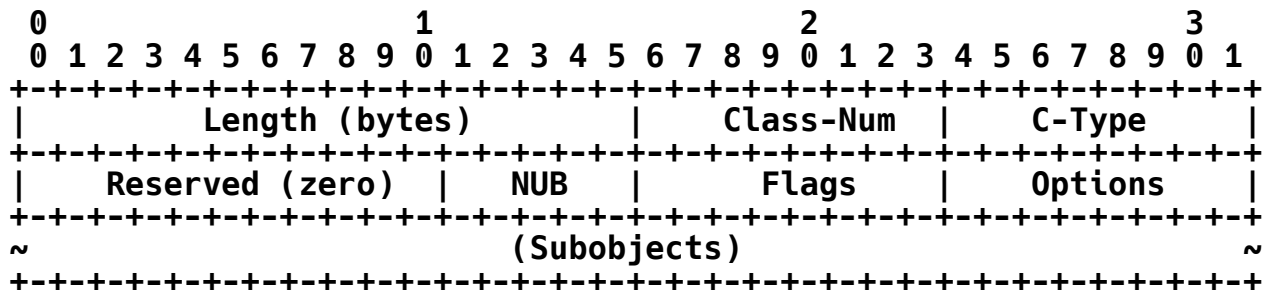 0                   1                   2                   3
 0 1 2 3 4 5 6 7 8 9 0 1 2 3 4 5 6 7 8 9 0 1 2 3 4 5 6 7 8 9 0 1
+-+-+-+-+-+-+-+-+-+-+-+-+-+-+-+-+-+-+-+-+-+-+-+-+-+-+-+-+-+-+-+-+
|         Length (bytes)        |    Class-Num  |    C-Type     |
+-+-+-+-+-+-+-+-+-+-+-+-+-+-+-+-+-+-+-+-+-+-+-+-+-+-+-+-+-+-+-+-+
|    Reserved (zero)  |   NUB   |      Flags    |    Options    |
+-+-+-+-+-+-+-+-+-+-+-+-+-+-+-+-+-+-+-+-+-+-+-+-+-+-+-+-+-+-+-+-+
~                         (Subobjects)                          ~
+-+-+-+-+-+-+-+-+-+-+-+-+-+-+-+-+-+-+-+-+-+-+-+-+-+-+-+-+-+-+-+-+